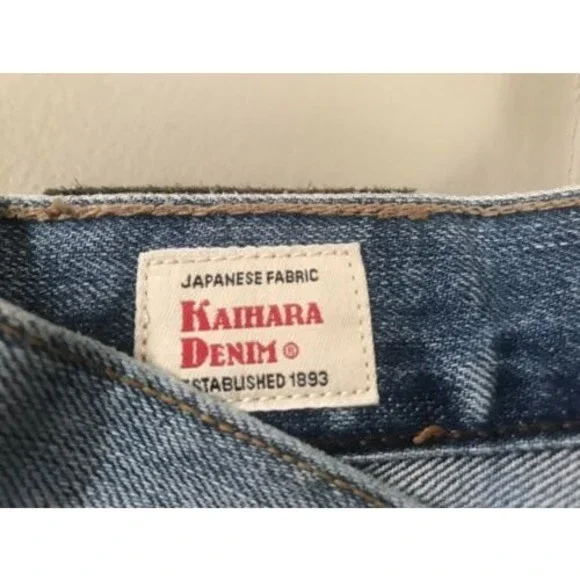 JAPANESE FABRIC
KAIHARA
DENIM ®
ESTABLISHED 1893